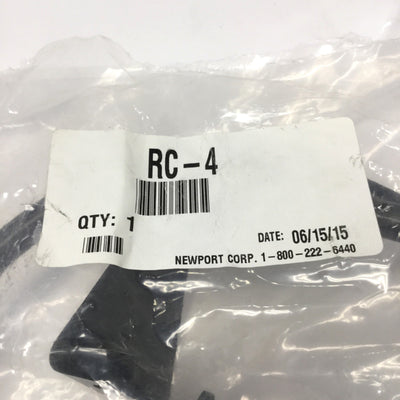 RC-4
QTY: 1
DATE: 06/15/15
NEWPORT CORP. 1-800-222-6440